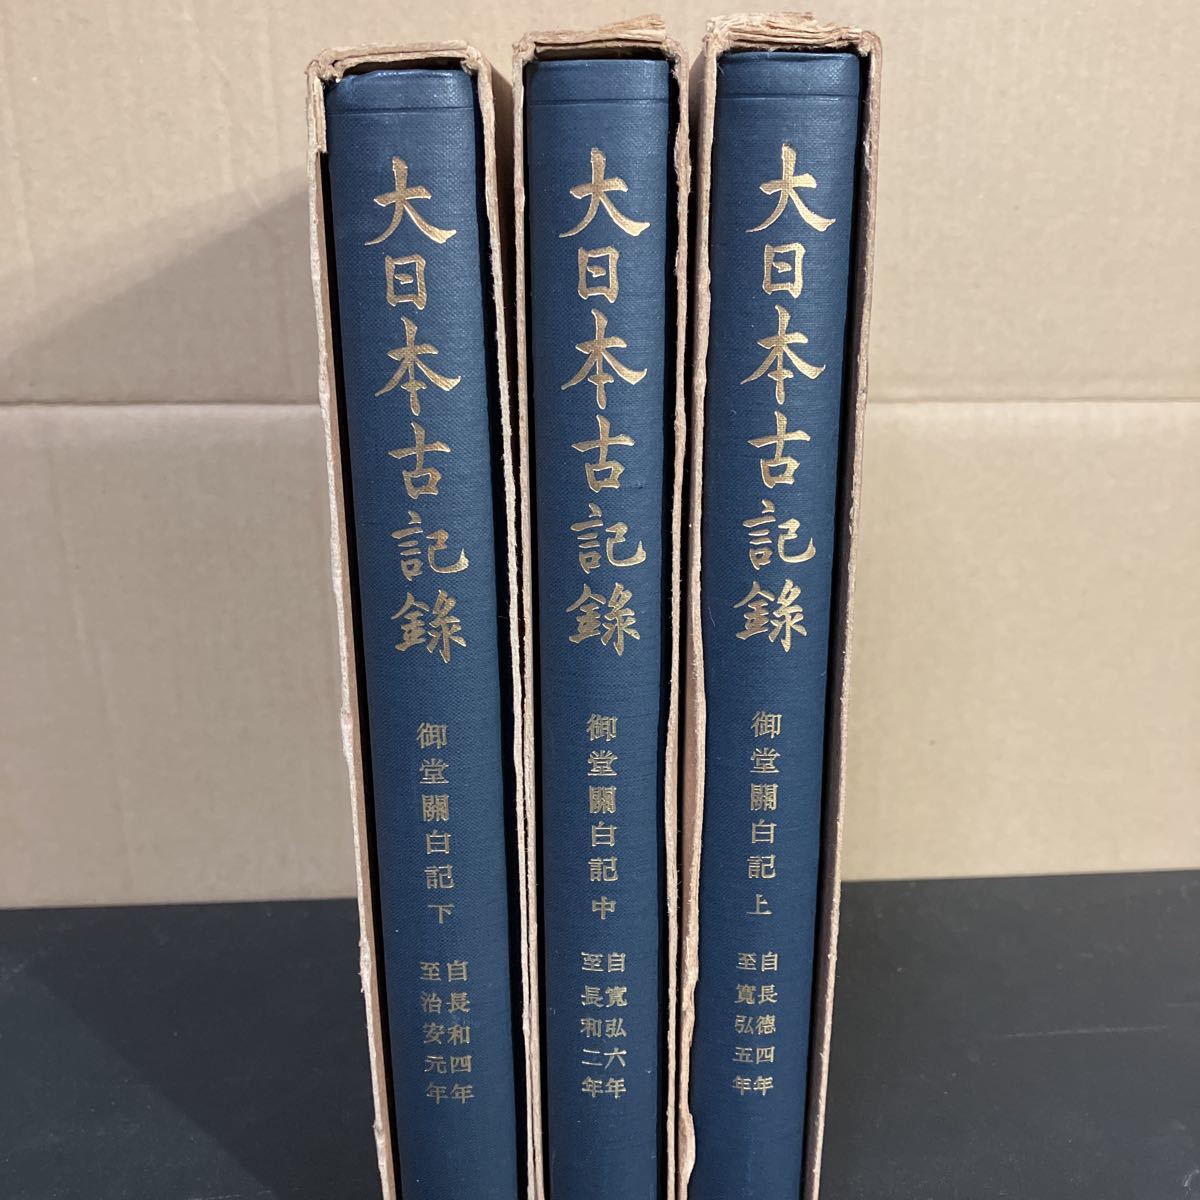 大日本古記錄
御堂關白記 上
自長德四年
至寬弘五年
大日本古記錄
御堂關白記 中
自寬弘六年
至長和二年
大日本古記錄
御堂關白記 下
自長和四年
至治安元年